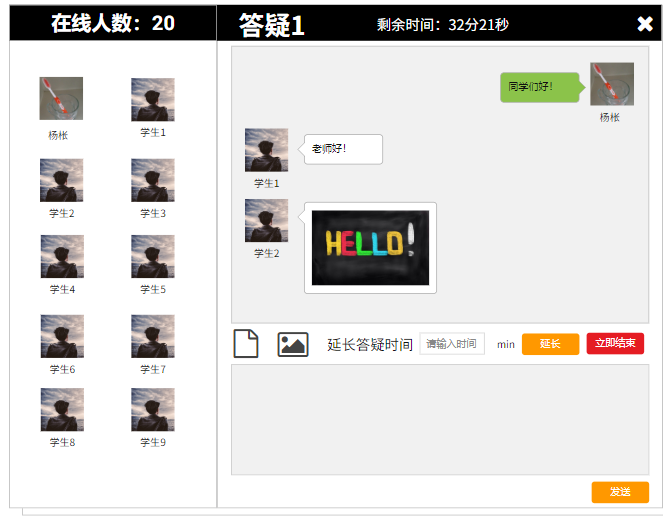 在线人数：20
杨枨
学生1
学生2
学生3
学生4
学生5
学生6
学生7
学生8
学生9
答疑1
剩余时间：32分21秒
同学们好！
杨枨
老师好！
学生1
HELLO!
学生2
延长答疑时间
请输入时间
min
延长
立即结束
发送